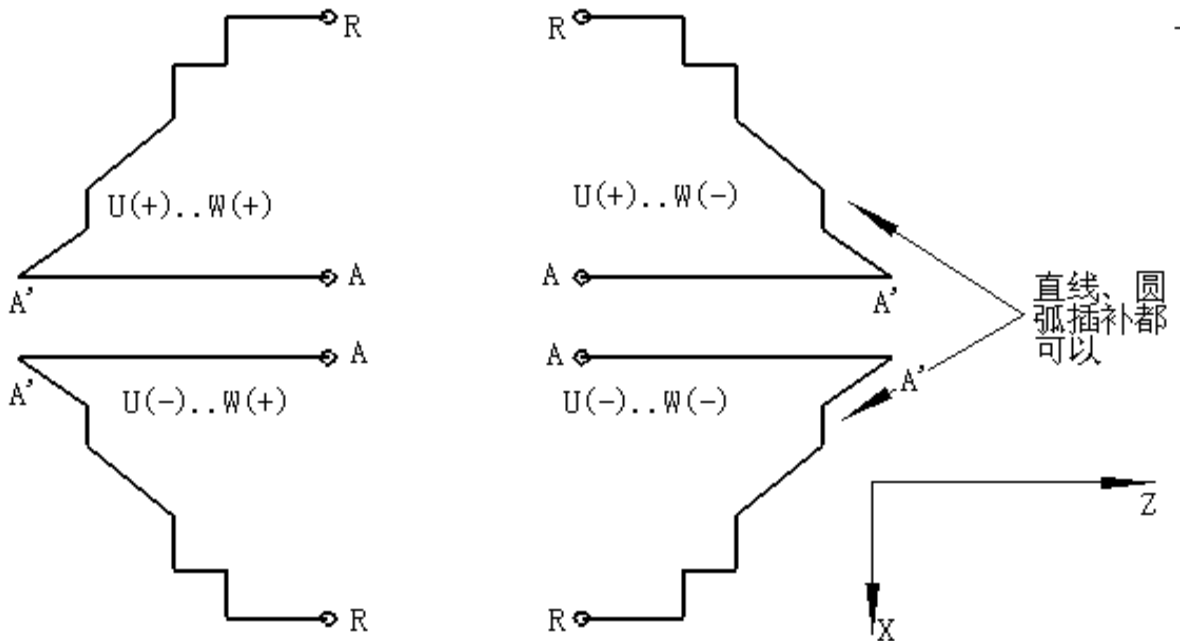 R
R
U(+)..W(+)
U(+)..W(-)
A
A
A'
A'
直线、圆
弧插补都
可以
A
A
A'
A'
U(-)..W(+)
U(-)..W(-)
Z
R
R
X